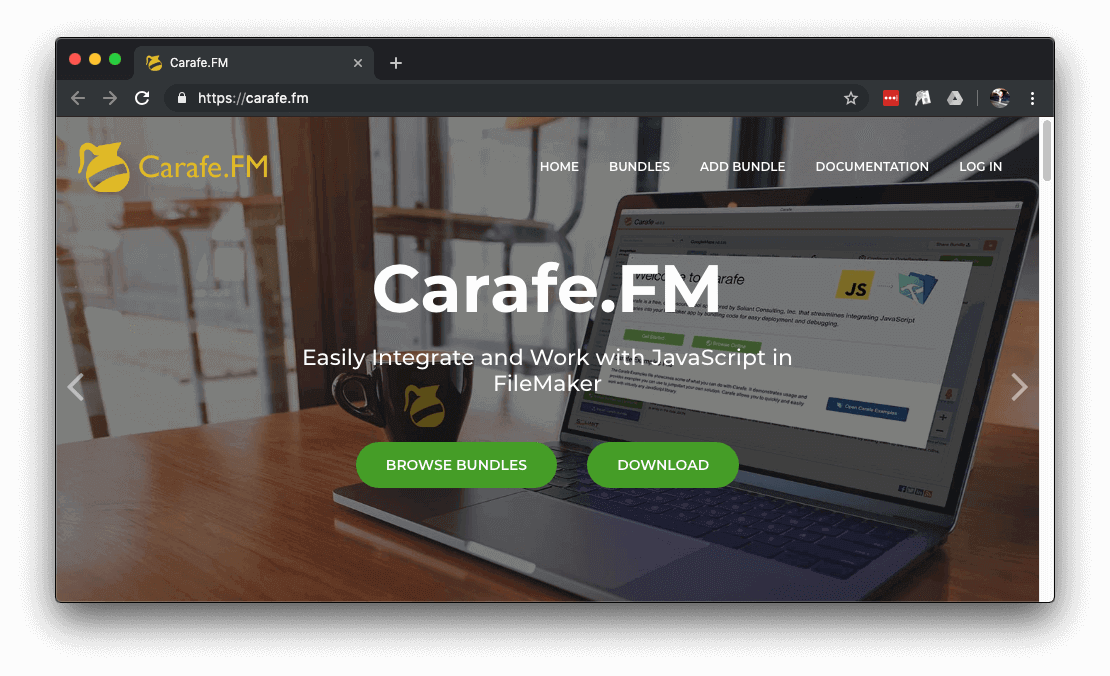 Carafe.FM
https://carafe.fm
Carafe.FM
HOME
BUNDLES
ADD BUNDLE
DOCUMENTATION
LOG IN
Carafe
Welcome to Carafe
JS
Carafe.FM
Easily Integrate and Work with JavaScript in
FileMaker
Open Carafe Examples
BROWSE BUNDLES
DOWNLOAD